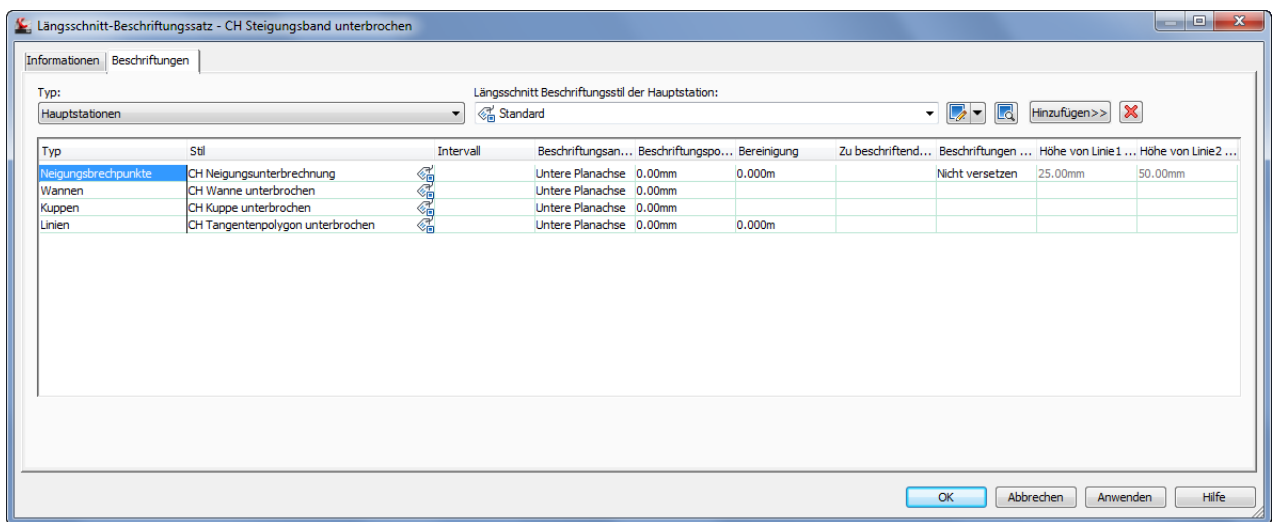 Längsschnitt-Beschriftungssatz - CH Steigungsband unterbrochen
Informationen Beschriftungen
Typ: Längsschnitt Beschriftungsstil der Hauptstation:
Hauptstationen Standard Hinzufügen>>
Typ Stil Intervall Beschriftungsan... Beschriftungspo... Bereinigung Zu beschriftend... Beschriftungen ... Höhe von Linie1 ... Höhe von Linie2 ...
Neigungsbrechpunkte CH Neigungsunterbrechnung Untere Planachse 0.00mm 0.000m Nicht versetzen 25.00mm 50.00mm
Wannen CH Wanne unterbrochen Untere Planachse 0.00mm
Kuppen CH Kuppe unterbrochen Untere Planachse 0.00mm
Linien CH Tangentenpolygon unterbrochen Untere Planachse 0.00mm 0.000m
OK Abbrechen Anwenden Hilfe